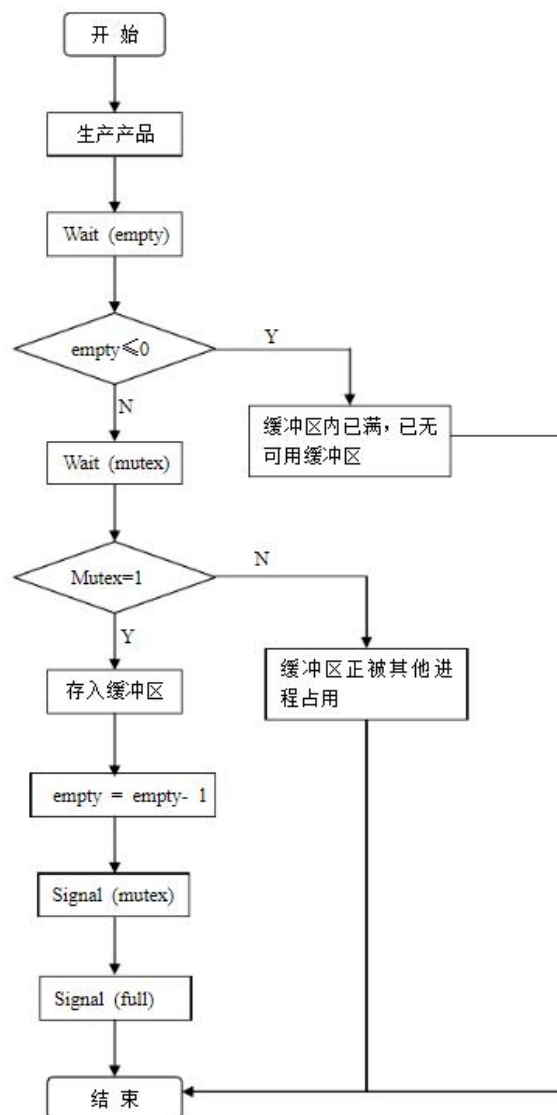 开 始
生产产品
Wait (empty)
empty≤0
Y
N
缓冲区内已满，已无
可用缓冲区
Wait (mutex)
Mutex=1
N
Y
缓冲区正被其他进
程占用
存入缓冲区
empty = empty- 1
Signal (mutex)
Signal (full)
结 束